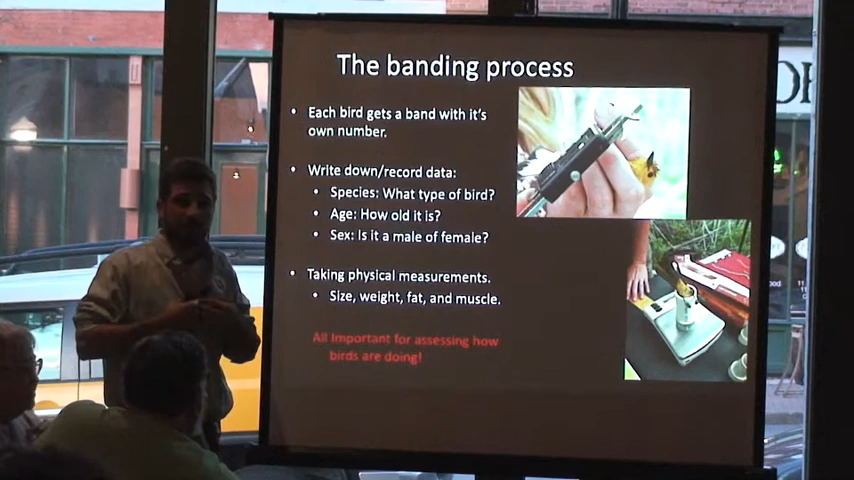 The banding process
Each bird gets a band with it's
own number.
Write down/record data:
Species: What type of bird?
Age: How old it is?
Sex: Is it a male of female?
Taking physical measurements.
Size, weight, fat, and muscle.
All Important for assessing how
birds are doing!